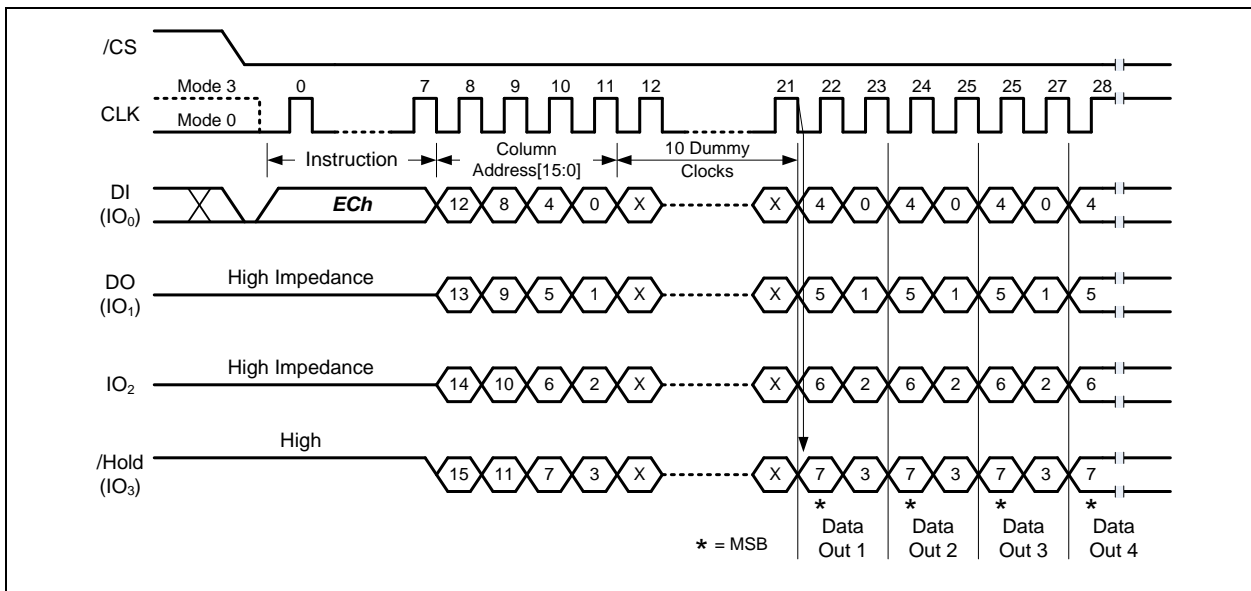 /CS
Mode 3 0 7 8 9 10 11 12 21 22 23 24 25 25 27 28
CLK
Mode 0
Instruction Column Address[15:0] 10 Dummy Clocks
DI (IO0) ECh 12 8 4 0 X X 4 0 4 0 4 0 4
DO (IO1) High Impedance 13 9 5 1 X X 5 1 5 1 5 1 5
IO2 High Impedance 14 10 6 2 X X 6 2 6 2 6 2 6
High
/Hold (IO3) 15 11 7 3 X X 7 3 7 3 7 3 7
* * * *
* = MSB
Data Out 1 Data Out 2 Data Out 3 Data Out 4